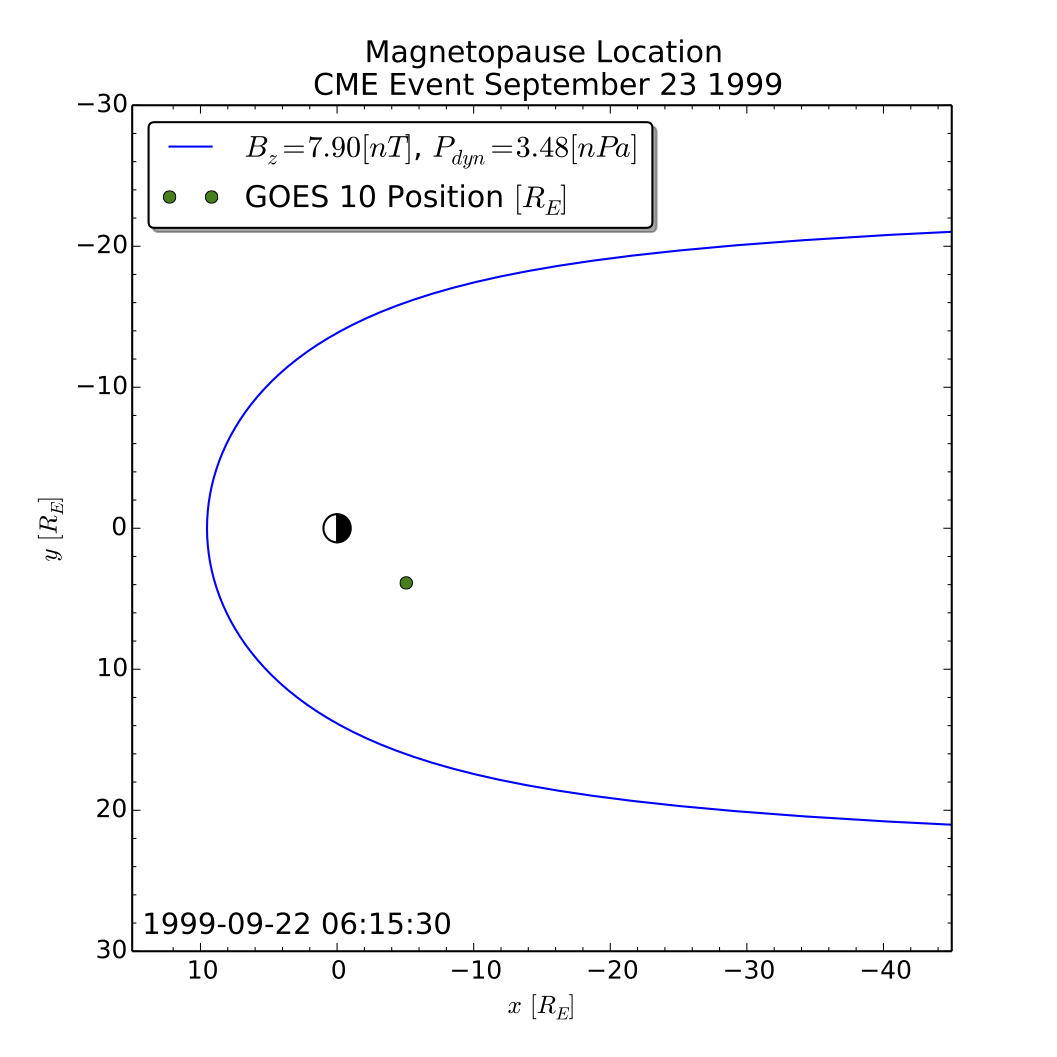 Magnetopause Location
CME Event September 23 1999
B_z=7.90[nT], P_dyn=3.48[nPa]
GOES 10 Position [R_E]
−30
−20
−10
0
10
20
30
y [R_E]
1999-09-22 06:15:30
10 0 −10 −20 −30 −40
x [R_E]